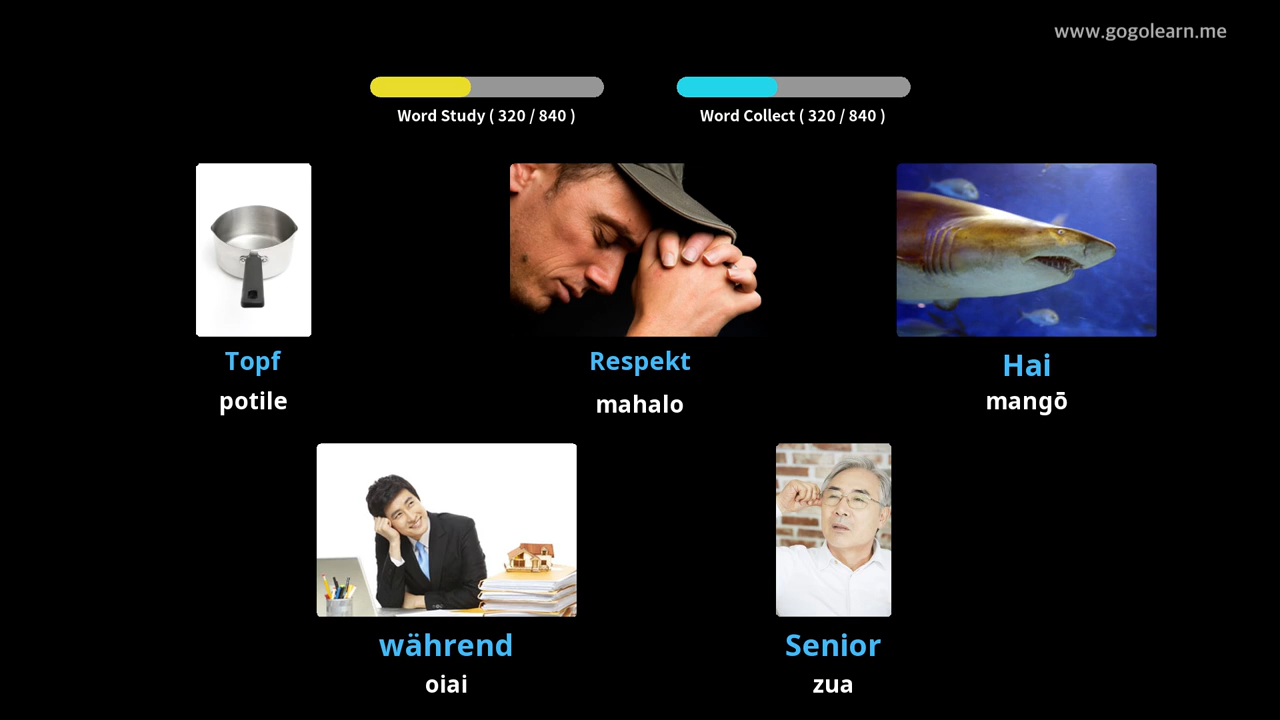 www.gogolearn.me
Word Study ( 320 / 840 )
Word Collect ( 320 / 840 )
Topf
Respekt
Hai
potile
mahalo
mangō
während
Senior
oiai
zua